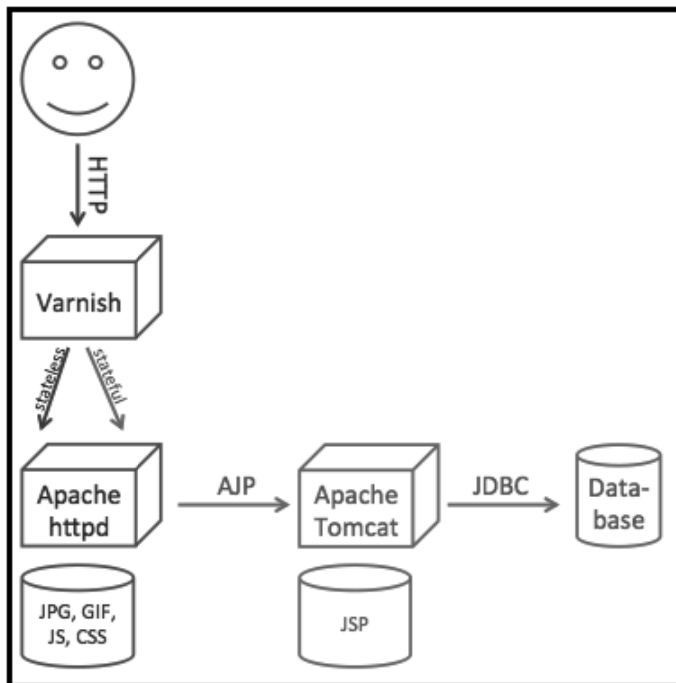 HTTP
Varnish
stateless
stateful
Apache
httpd
AJP
Apache
Tomcat
JDBC
Data-
base
JPG, GIF,
JS, CSS
JSP